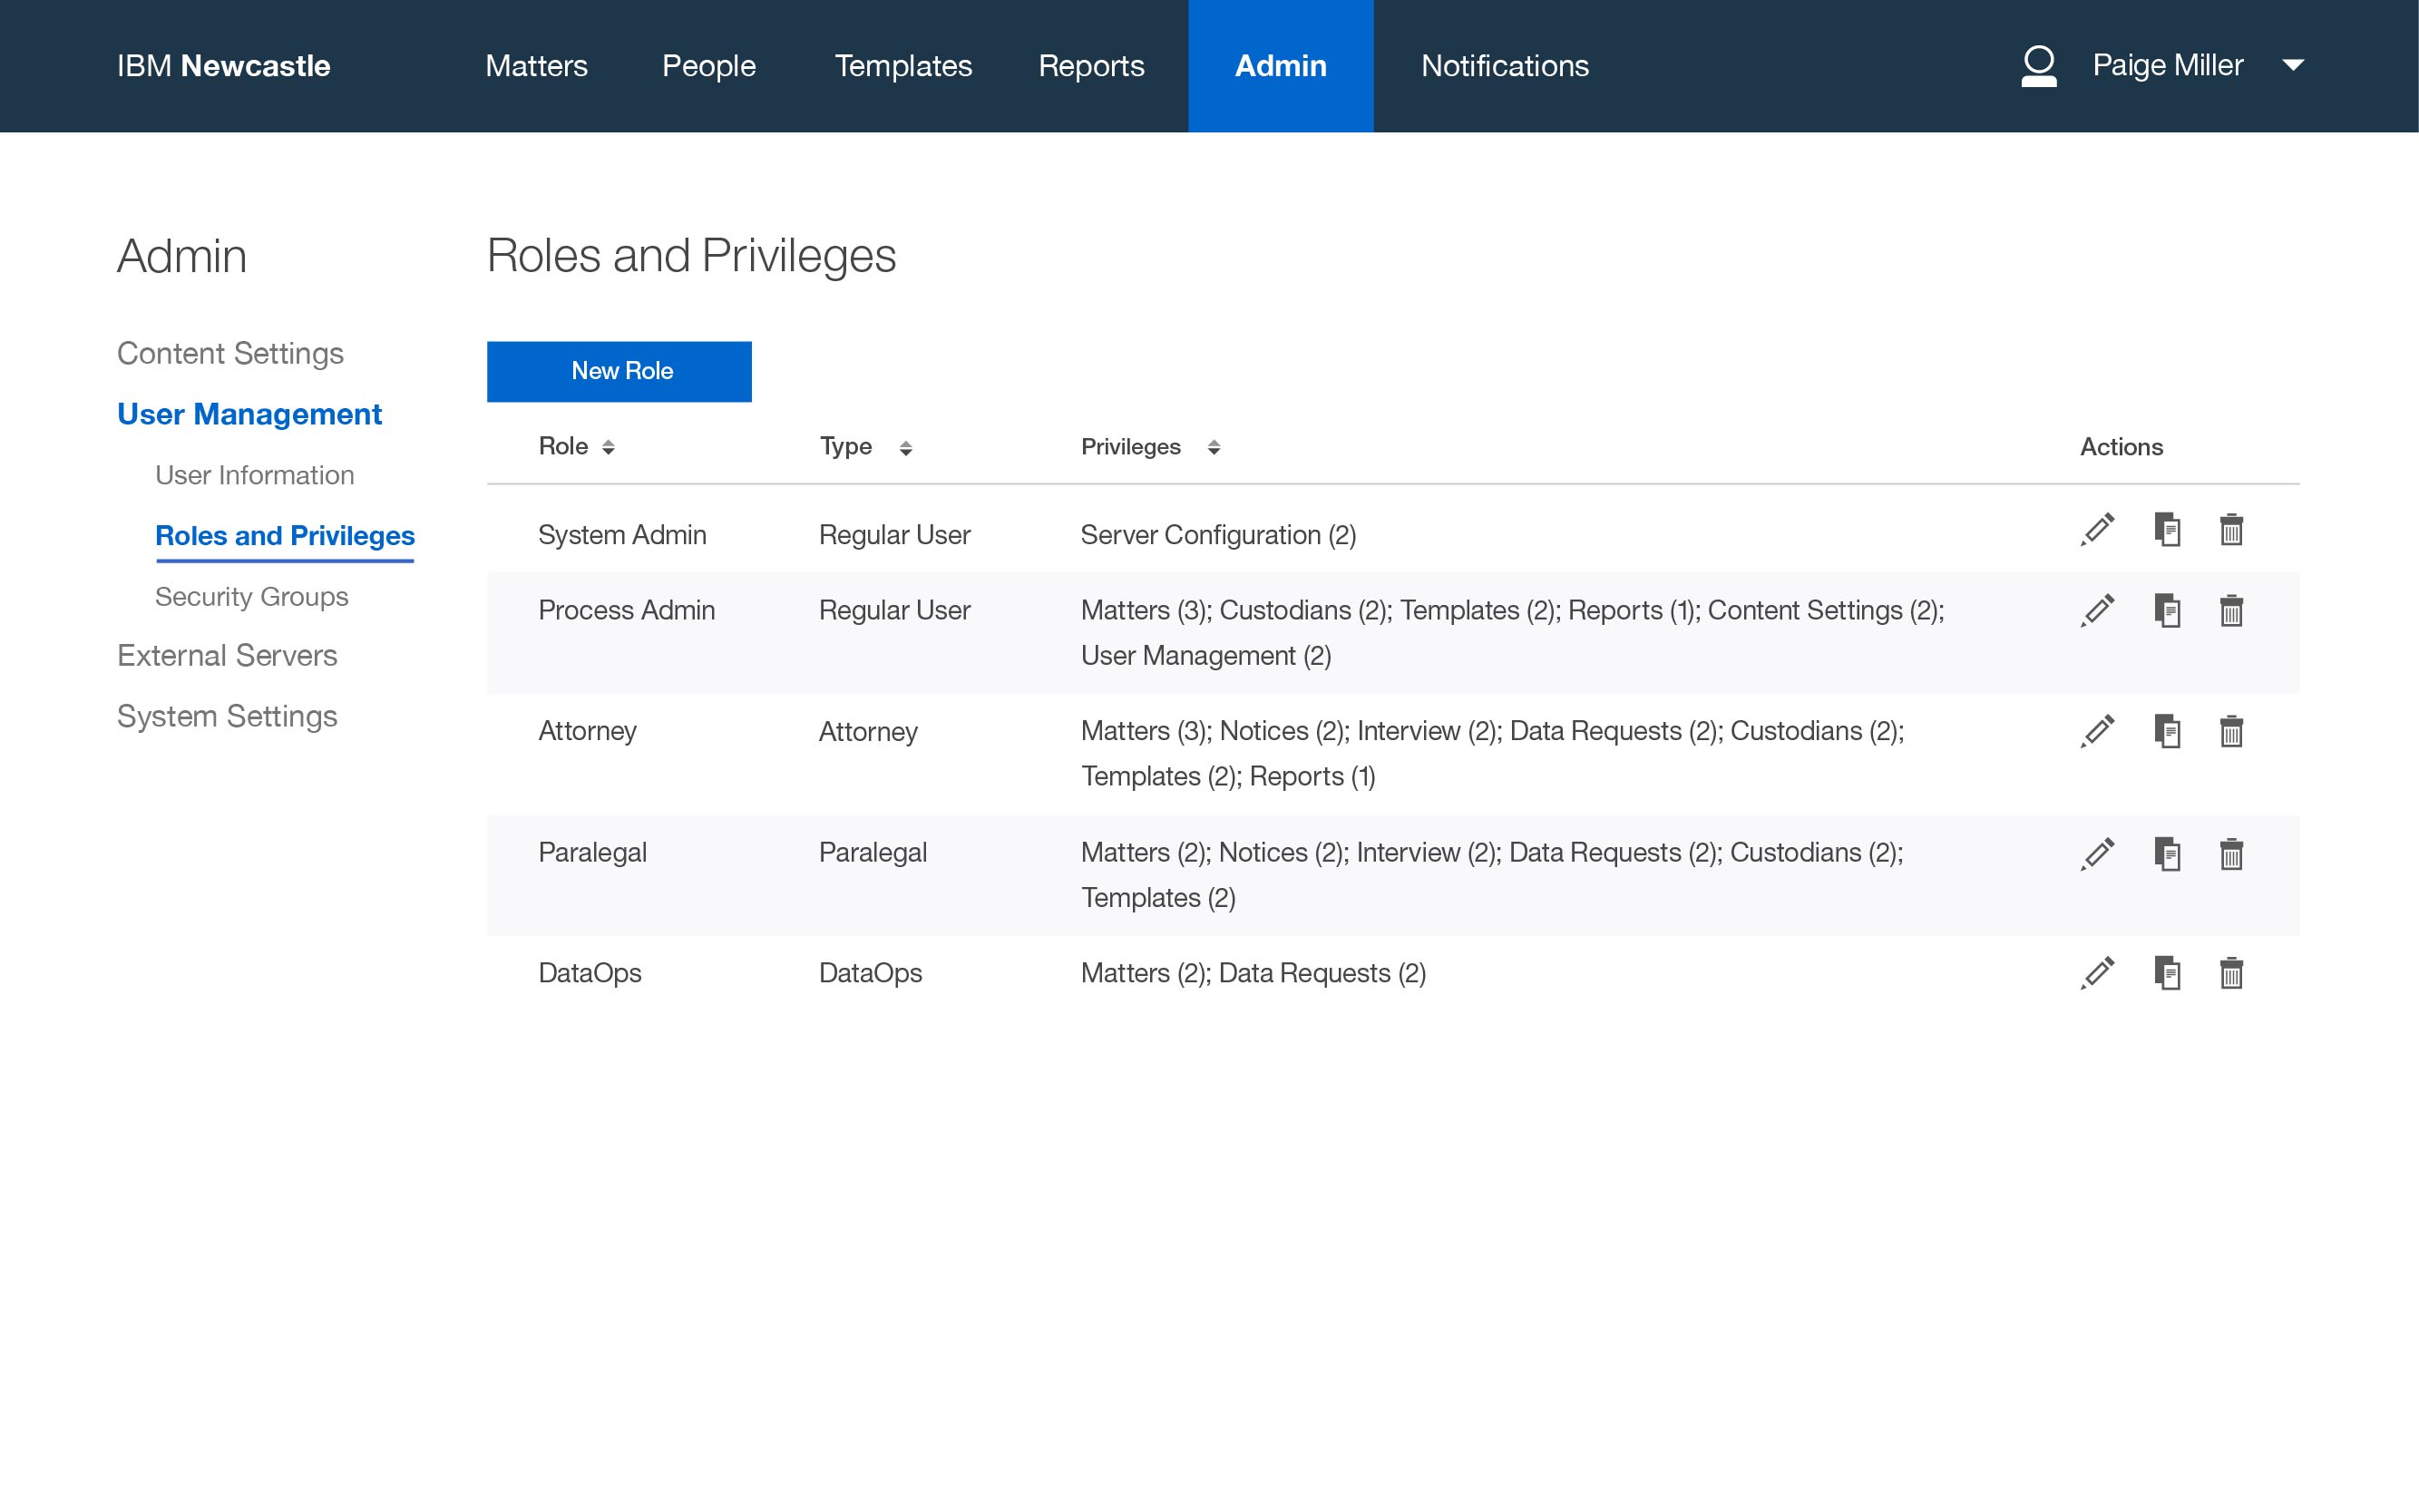 IBM Newcastle
Matters
People
Templates
Reports
Admin
Notifications
Paige Miller
Admin
Content Settings
User Management
User Information
Roles and Privileges
Security Groups
External Servers
System Settings
Roles and Privileges
New Role
Role Type Privileges Actions
System Admin Regular User Server Configuration (2)
Process Admin Regular User Matters (3); Custodians (2); Templates (2); Reports (1); Content Settings (2);
User Management (2)
Attorney Attorney Matters (3); Notices (2); Interview (2); Data Requests (2); Custodians (2);
Templates (2); Reports (1)
Paralegal Paralegal Matters (2); Notices (2); Interview (2); Data Requests (2); Custodians (2);
Templates (2)
DataOps DataOps Matters (2); Data Requests (2)